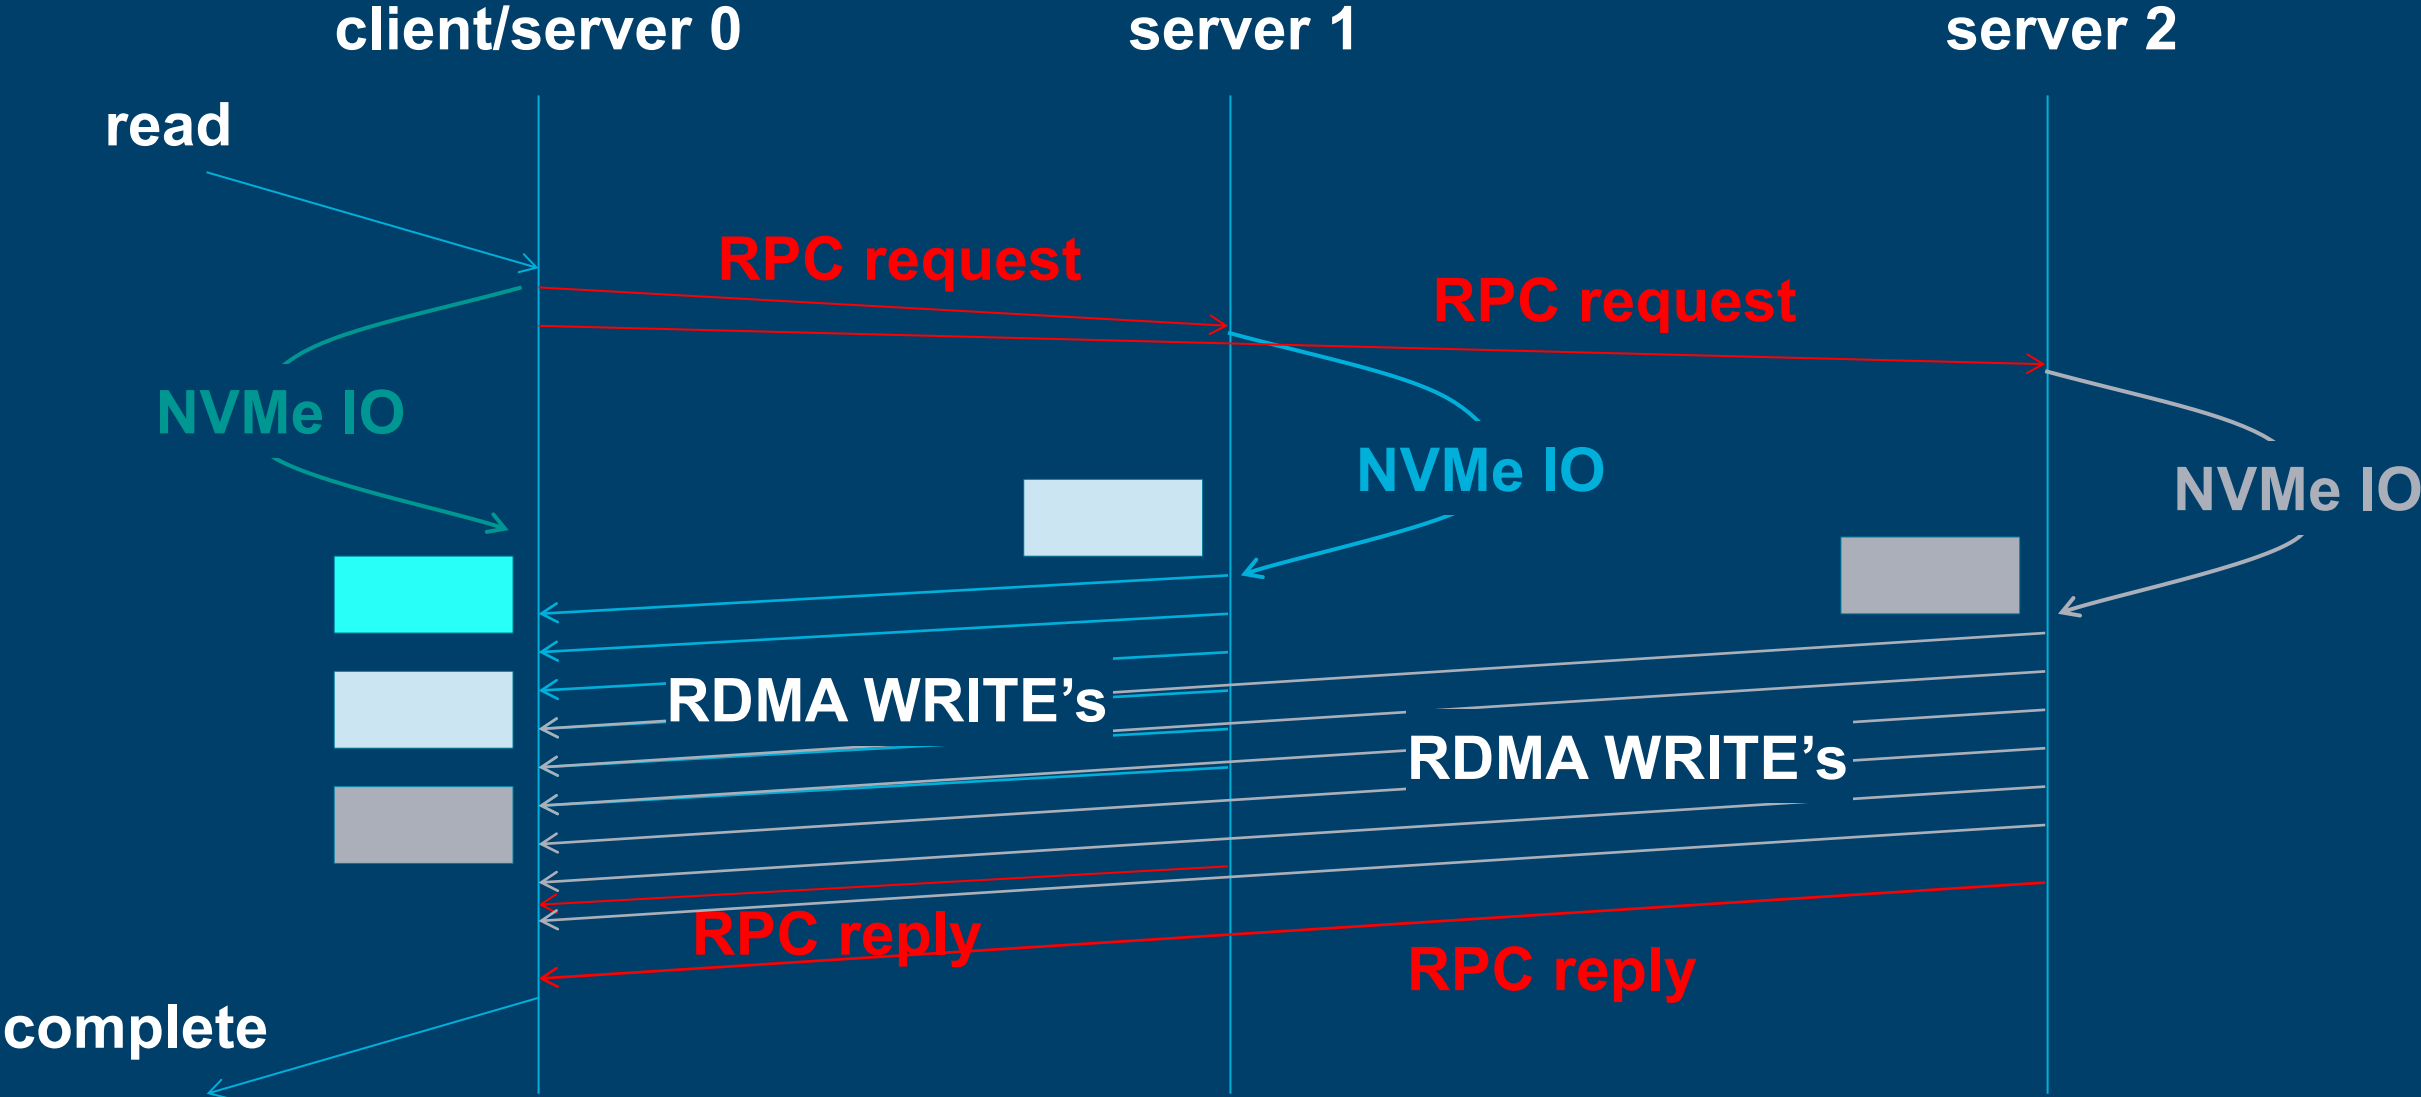 client/server 0
server 1
server 2
read
RPC request
RPC request
NVMe IO
NVMe IO
NVMe IO
RDMA WRITE’s
RDMA WRITE’s
RPC reply
RPC reply
complete